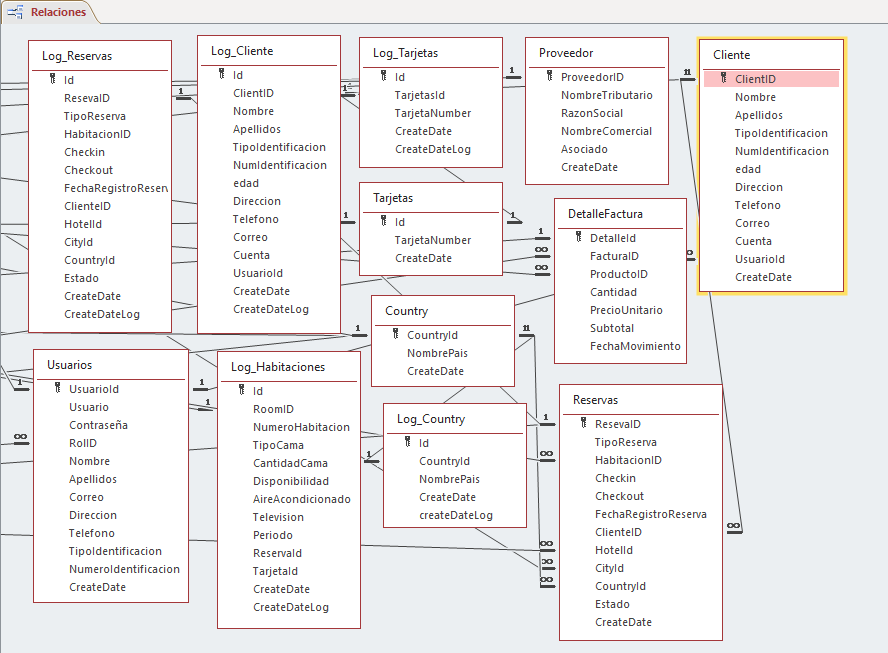 Relaciones
Log_Reservas
Id
ResevaID
TipoReserva
HabitacionID
Checkin
Checkout
FechaRegistroReserv
ClienteID
HotelId
CityId
CountryId
Estado
CreateDate
CreateDateLog
Log_Cliente
Id
ClientID
Nombre
Apellidos
TipoIdentificacion
NumIdentificacion
edad
Direccion
Telefono
Correo
Cuenta
UsuarioId
CreateDate
CreateDateLog
Log_Tarjetas
Id
TarjetasId
TarjetaNumber
CreateDate
CreateDateLog
Proveedor
ProveedorID
NombreTributario
RazonSocial
NombreComercial
Asociado
CreateDate
Cliente
ClientID
Nombre
Apellidos
TipoIdentificacion
NumIdentificacion
edad
Direccion
Telefono
Correo
Cuenta
UsuarioId
CreateDate
Tarjetas
Id
TarjetaNumber
CreateDate
DetalleFactura
DetalleId
FacturaID
ProductoID
Cantidad
PrecioUnitario
Subtotal
FechaMovimiento
Country
CountryId
NombrePais
CreateDate
Usuarios
UsuarioId
Usuario
Contraseña
RolID
Nombre
Apellidos
Correo
Direccion
Telefono
TipoIdentificacion
NumeroIdentificacion
CreateDate
Log_Habitaciones
Id
RoomID
NumeroHabitacion
TipoCama
CantidadCama
Disponibilidad
AireAcondicionado
Television
Periodo
ReservaId
TarjetaId
CreateDate
CreateDateLog
Log_Country
Id
CountryId
NombrePais
CreateDate
createDateLog
Reservas
ResevaID
TipoReserva
HabitacionID
Checkin
Checkout
FechaRegistroReserva
ClienteID
HotelId
CityId
CountryId
Estado
CreateDate